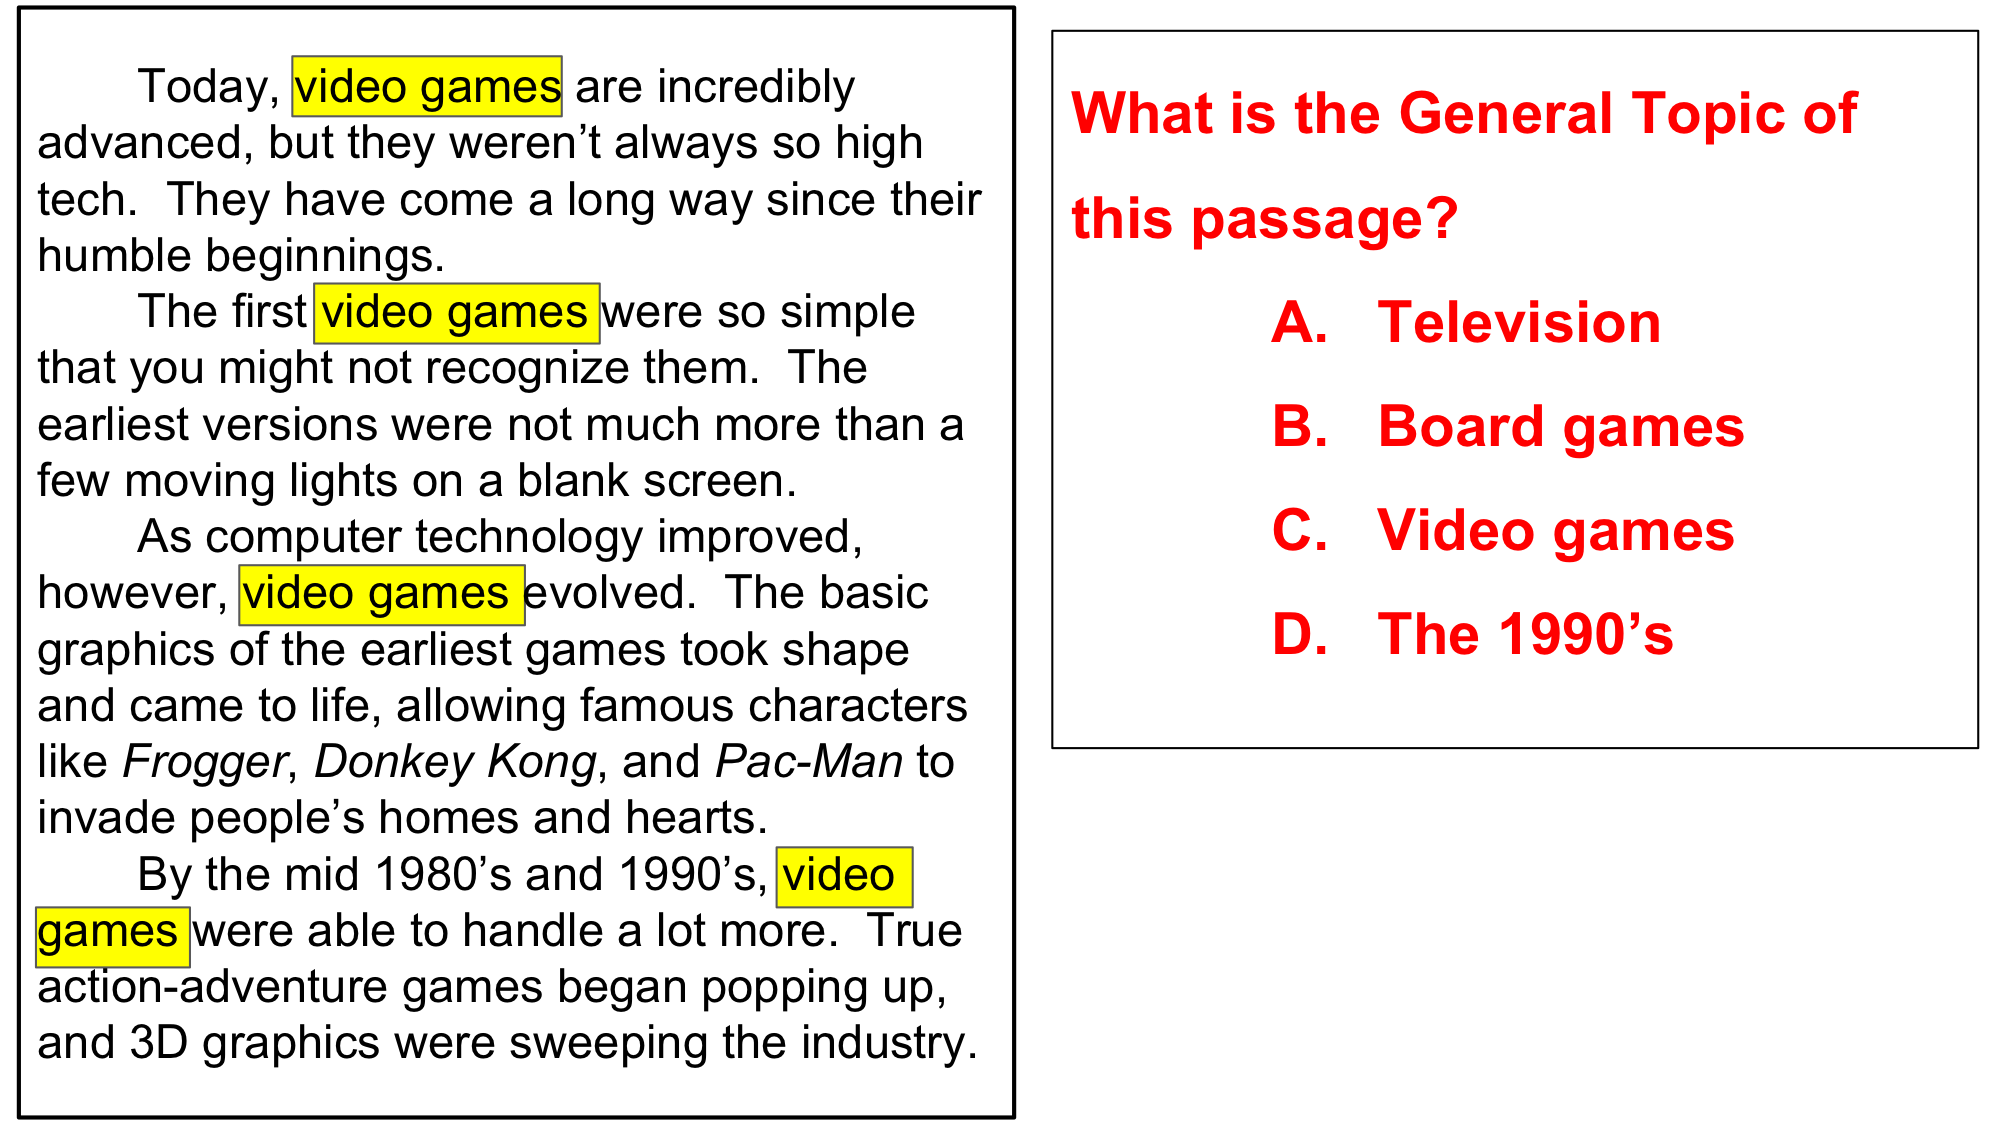 Today, video games are incredibly
advanced, but they weren’t always so high
tech.  They have come a long way since their
humble beginnings.
The first video games were so simple
that you might not recognize them.  The
earliest versions were not much more than a
few moving lights on a blank screen.
As computer technology improved,
however, video games evolved.  The basic
graphics of the earliest games took shape
and came to life, allowing famous characters
like Frogger, Donkey Kong, and Pac-Man to
invade people’s homes and hearts.
By the mid 1980’s and 1990’s, video
games were able to handle a lot more.  True
action-adventure games began popping up,
and 3D graphics were sweeping the industry.
What is the General Topic of
this passage?
A. Television
B. Board games
C. Video games
D. The 1990’s